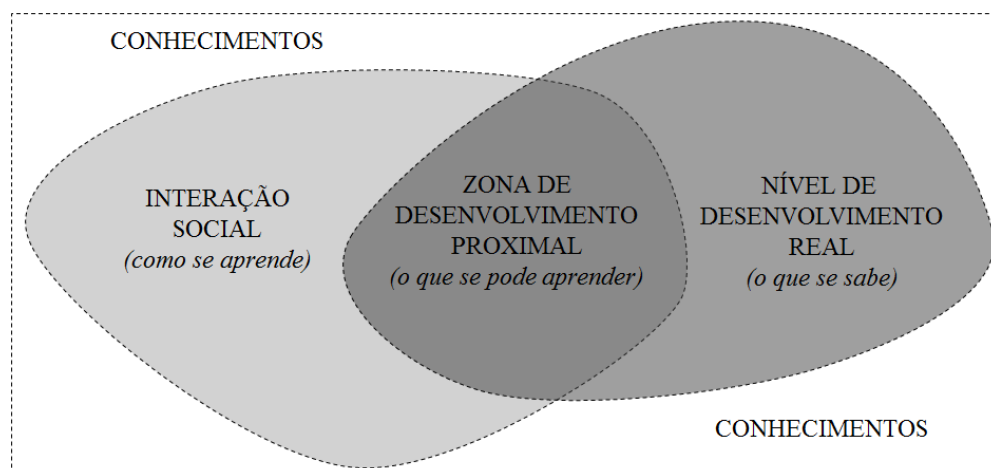 CONHECIMENTOS
INTERAÇÃO
SOCIAL
(como se aprende)
ZONA DE
DESENVOLVIMENTO
PROXIMAL
(o que se pode aprender)
NÍVEL DE
DESENVOLVIMENTO
REAL
(o que se sabe)
CONHECIMENTOS